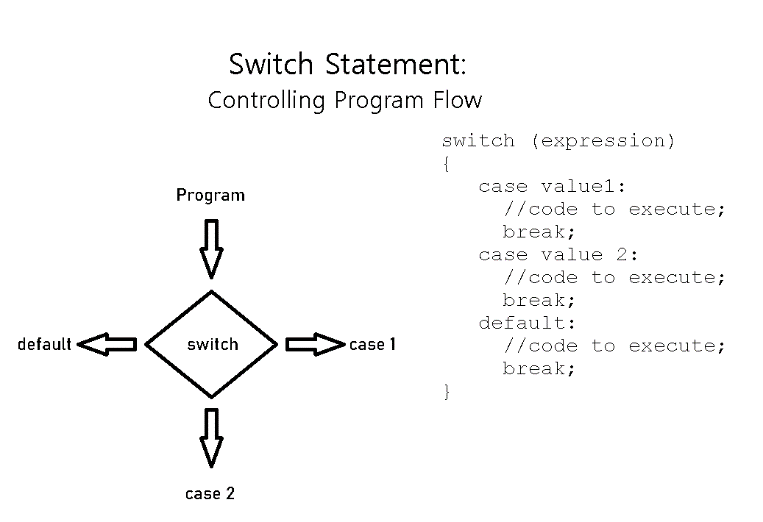 Switch Statement:
Controlling Program Flow
switch (expression)
{
case value1:
//code to execute;
break;
case value 2:
//code to execute;
break;
default:
//code to execute;
break;
}
Program
default
switch
case 1
case 2